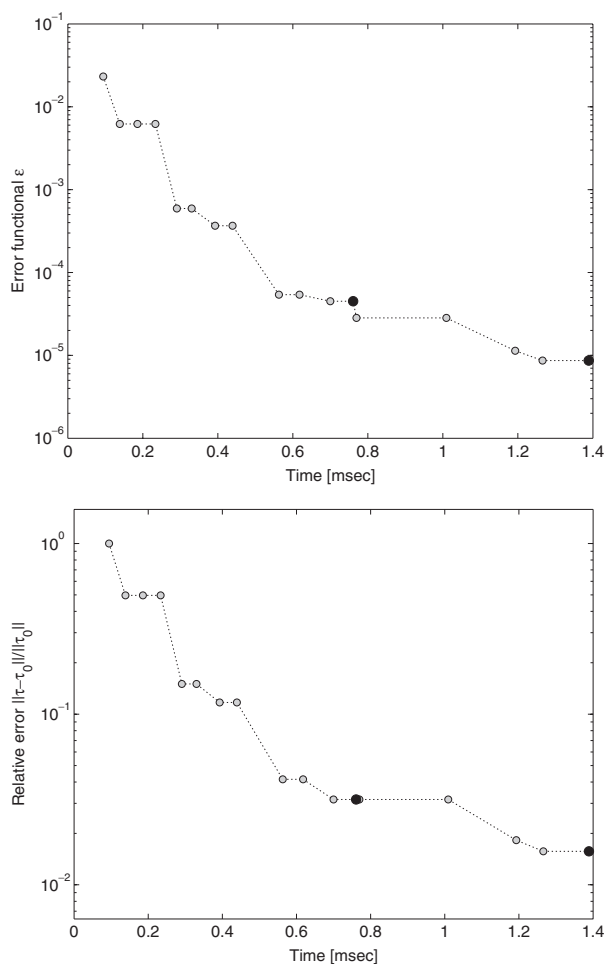 10⁻¹
10⁻²
10⁻³
10⁻⁴
10⁻⁵
10⁻⁶
Error functional ε
0 0.2 0.4 0.6 0.8 1 1.2 1.4
Time [msec]
10⁰
10⁻¹
10⁻²
Relative error ||τ−τ₀||/||τ₀||
0 0.2 0.4 0.6 0.8 1 1.2 1.4
Time [msec]